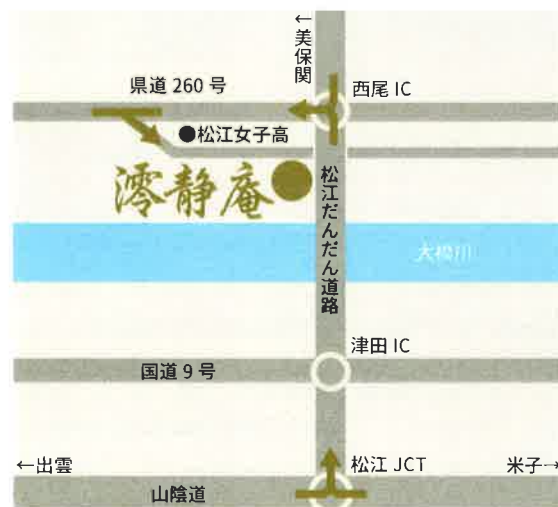 ←美保関
県道 260 号
西尾 IC
●松江女子高
澪静庵
松江だんだん道路
大橋川
津田 IC
国道 9 号
←出雲
松江 JCT
米子→
山陰道